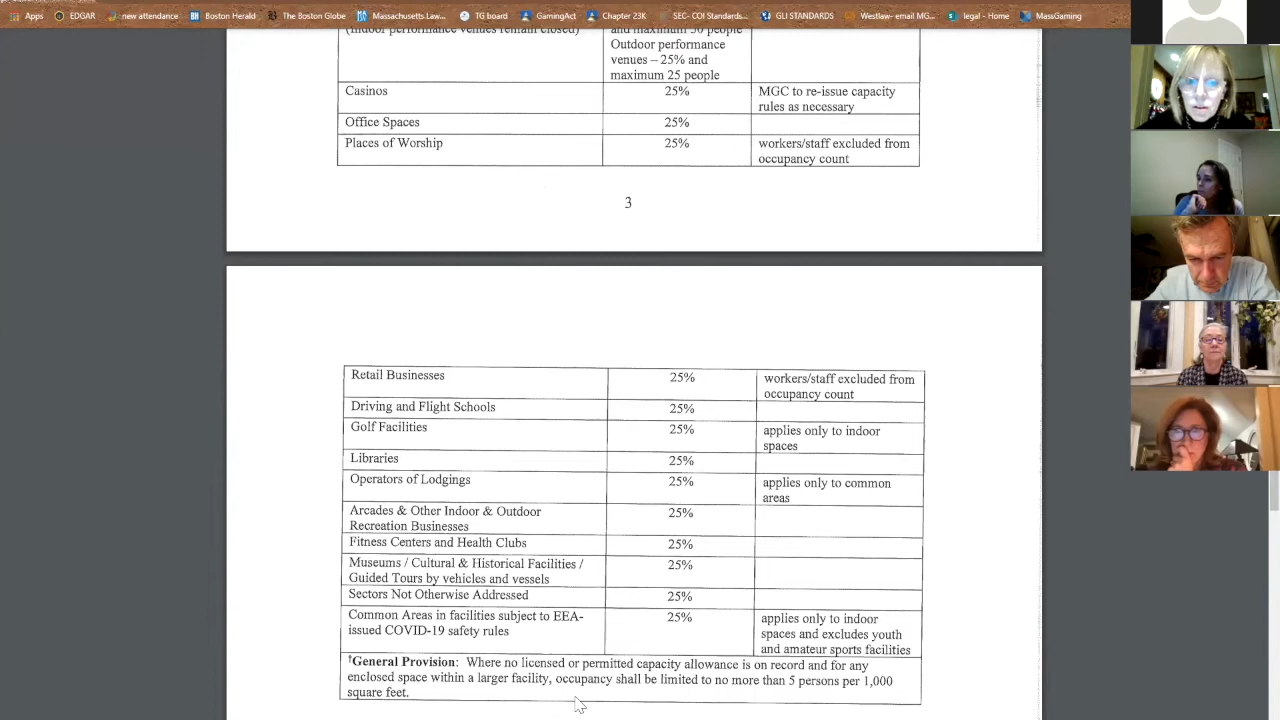 Apps EDGAR new attendance Boston Herald The Boston Globe Massachusetts Law... TG board GamingAct Chapter 23K SEC- COI Standards... GLI STANDARDS Westlaw- email MG... legal - Home MassGaming
(Indoor performance venues remain closed)
and maximum 50 people
Outdoor performance
venues – 25% and
maximum 25 people
Casinos 25% MGC to re-issue capacity
rules as necessary
Office Spaces 25%
Places of Worship 25% workers/staff excluded from
occupancy count
3
Retail Businesses 25% workers/staff excluded from
occupancy count
Driving and Flight Schools 25%
Golf Facilities 25% applies only to indoor
spaces
Libraries 25%
Operators of Lodgings 25% applies only to common
areas
Arcades & Other Indoor & Outdoor 25%
Recreation Businesses
Fitness Centers and Health Clubs 25%
Museums / Cultural & Historical Facilities / 25%
Guided Tours by vehicles and vessels
Sectors Not Otherwise Addressed 25%
Common Areas in facilities subject to EEA- 25% applies only to indoor
issued COVID-19 safety rules spaces and excludes youth
and amateur sports facilities
†General Provision: Where no licensed or permitted capacity allowance is on record and for any
enclosed space within a larger facility, occupancy shall be limited to no more than 5 persons per 1,000
square feet.